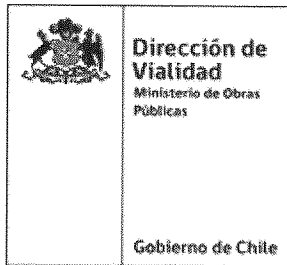 Dirección de
Vialidad
Ministerio de Obras
Públicas
Gobierno de Chile